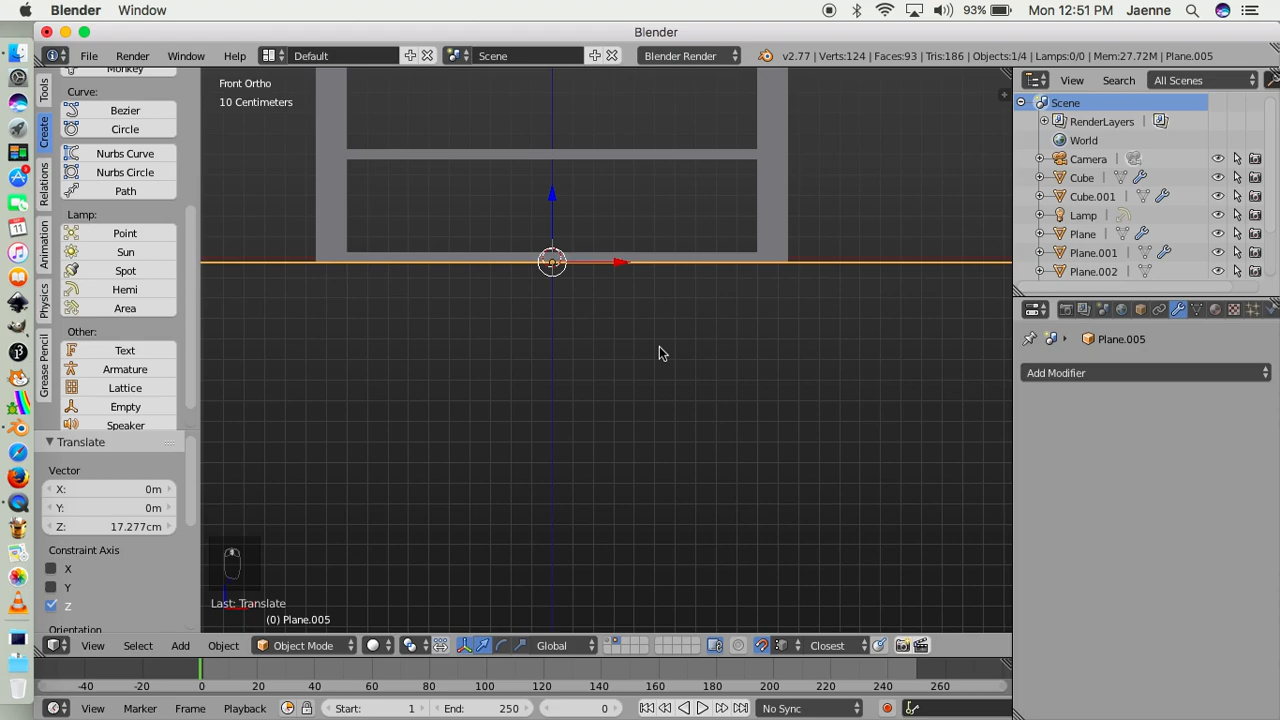 Blender Window 93% Mon 12:51 PM Jaenne
Blender
File Render Window Help Default Scene Blender Render v2.77 | Verts:124 | Faces:93 | Tris:186 | Objects:1/4 | Lamps:0/0 | Mem:27.72M | Plane.005
Tools
Create
Relations
Animation
Physics
Grease Pencil
Monkey
Curve:
Bezier
Circle
Nurbs Curve
Nurbs Circle
Path
Lamp:
Point
Sun
Spot
Hemi
Area
Other:
Text
Armature
Lattice
Empty
Speaker
Translate
Vector
X: 0m
Y: 0m
Z: 17.277cm
Constraint Axis
X
Y
Z
Orientation
Front Ortho
10 Centimeters
Last: Translate
(0) Plane.005
View Select Add Object Object Mode Global Closest
-40 -20 0 20 40 60 80 100 120 140 160 180 200 220 240 260
View Marker Frame Playback Start: 1 End: 250 0 No Sync
View Search All Scenes
Scene
RenderLayers
World
Camera
Cube
Cube.001
Lamp
Plane
Plane.001
Plane.002
Plane.005
Add Modifier